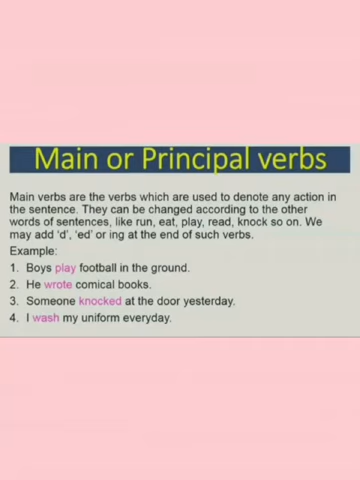 Main or Principal verbs
Main verbs are the verbs which are used to denote any action in
the sentence. They can be changed according to the other
words of sentences, like run, eat, play, read, knock so on. We
may add ‘d’, ‘ed’ or ing at the end of such verbs.
Example:
1. Boys play football in the ground.
2. He wrote comical books.
3. Someone knocked at the door yesterday.
4. I wash my uniform everyday.